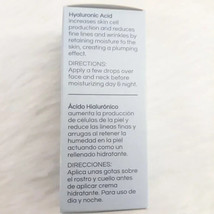 Hyaluronic Acid
increases skin cell
production and reduces
fine lines and wrinkles by
retaining moisture to the
skin, creating a plumping
effect.
DIRECTIONS:
Apply a few drops over
face and neck before
moisturizing day & night.
Ácido Hialurónico
aumenta la producción
de células de la piel y
reduce las líneas finas y
arrugas al retener la
humedad en la piel
actuando como un
rellenado hidratante.
DIRECCIONES:
Aplica unas gotas sobre
el rostro y cuello antes
de aplicar crema
hidratante. Para uso de
día y noche.